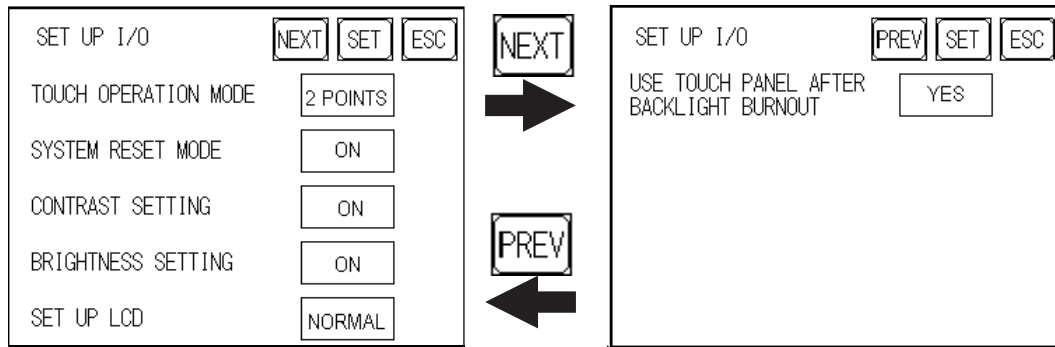 SET UP I/O NEXT SET ESC
TOUCH OPERATION MODE 2 POINTS
SYSTEM RESET MODE ON
CONTRAST SETTING ON
BRIGHTNESS SETTING ON
SET UP LCD NORMAL
NEXT
PREV
SET UP I/O PREV SET ESC
USE TOUCH PANEL AFTER
BACKLIGHT BURNOUT YES